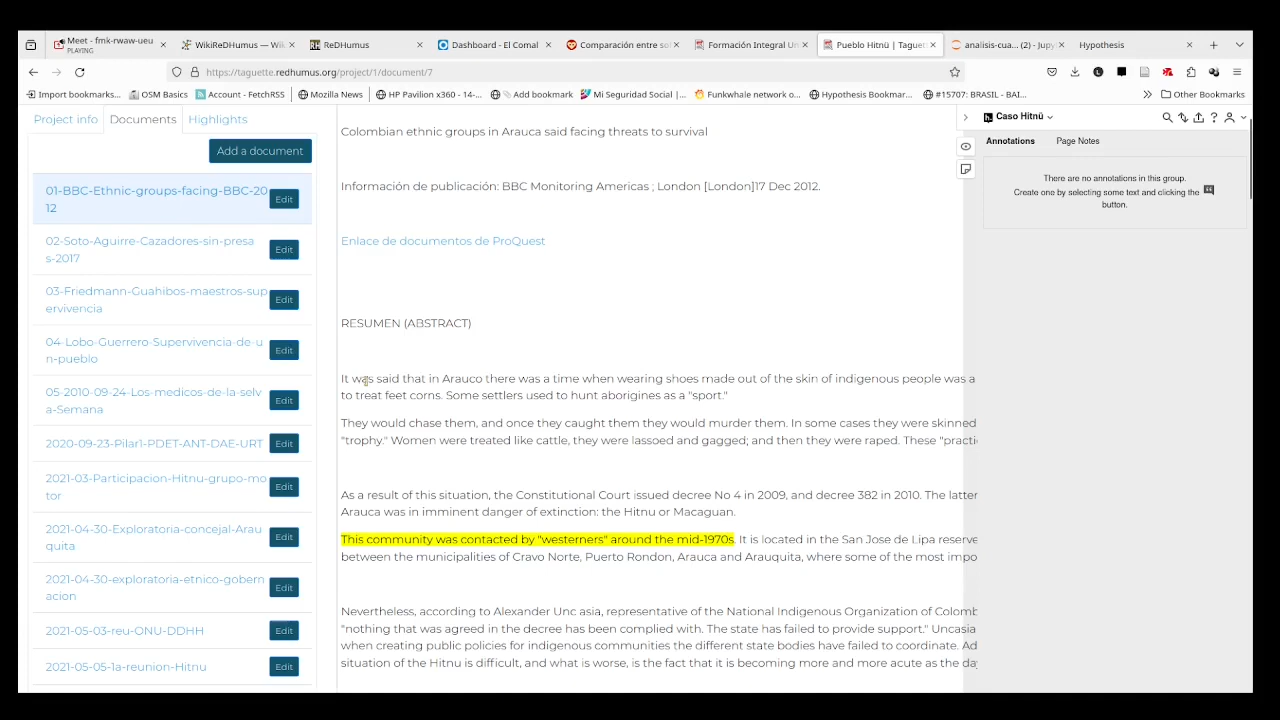 Meet - fmk-rwaw-ueu
PLAYING
WikiReDHumus — Wiki
ReDHumus
Dashboard - El Comal
Comparación entre sof
Formación Integral Un
Pueblo Hitnü | Taguet
analisis-cua... (- Jupy
Hypothesis
https://taguette.redhumus.org/project/1/document/7
Import bookmarks...
OSM Basics
Account - FetchRSS
Mozilla News
HP Pavilion x360 - 14-...
Add bookmark
Mi Seguridad Social |...
Funkwhale network o...
Hypothesis Bookmar...
#15707: BRASIL - BAI...
Other Bookmarks
Project info
Documents
Highlights
Add a document
01-BBC-Ethnic-groups-facing-BBC-20
12
Edit
02-Soto-Aguirre-Cazadores-sin-presa
s-2017
Edit
03-Friedmann-Guahibos-maestros-sup
ervivencia
Edit
04-Lobo-Guerrero-Supervivencia-de-u
n-pueblo
Edit
05-2010-09-24-Los-medicos-de-la-selv
a-Semana
Edit
2020-09-23-Pilar1-PDET-ANT-DAE-URT
Edit
2021-03-Participacion-Hitnu-grupo-mo
tor
Edit
2021-04-30-Exploratoria-concejal-Arau
quita
Edit
2021-04-30-exploratoria-etnico-gobern
acion
Edit
2021-05-03-reu-ONU-DDHH
Edit
2021-05-05-1a-reunion-Hitnu
Edit
Colombian ethnic groups in Arauca said facing threats to survival
Información de publicación: BBC Monitoring Americas ; London [London]17 Dec 2012.
Enlace de documentos de ProQuest
RESUMEN (ABSTRACT)
It was said that in Arauco there was a time when wearing shoes made out of the skin of indigenous people was a
to treat feet corns. Some settlers used to hunt aborigines as a "sport."
They would chase them, and once they caught them they would murder them. In some cases they were skinned
"trophy." Women were treated like cattle, they were lassoed and gagged; and then they were raped. These "practi
As a result of this situation, the Constitutional Court issued decree No 4 in 2009, and decree 382 in 2010. The latter
Arauca was in imminent danger of extinction: the Hitnu or Macaguan.
This community was contacted by "westerners" around the mid-1970s. It is located in the San Jose de Lipa reserve
between the municipalities of Cravo Norte, Puerto Rondon, Arauca and Arauquita, where some of the most impo
Nevertheless, according to Alexander Unc asia, representative of the National Indigenous Organization of Colomb
"nothing that was agreed in the decree has been complied with. The state has failed to provide support." Uncasia
when creating public policies for indigenous communities the different state bodies have failed to coordinate. Ad
situation of the Hitnu is difficult, and what is worse, is the fact that it is becoming more and more acute as the da
Caso Hitnü
Annotations
Page Notes
There are no annotations in this group.
Create one by selecting some text and clicking the
button.